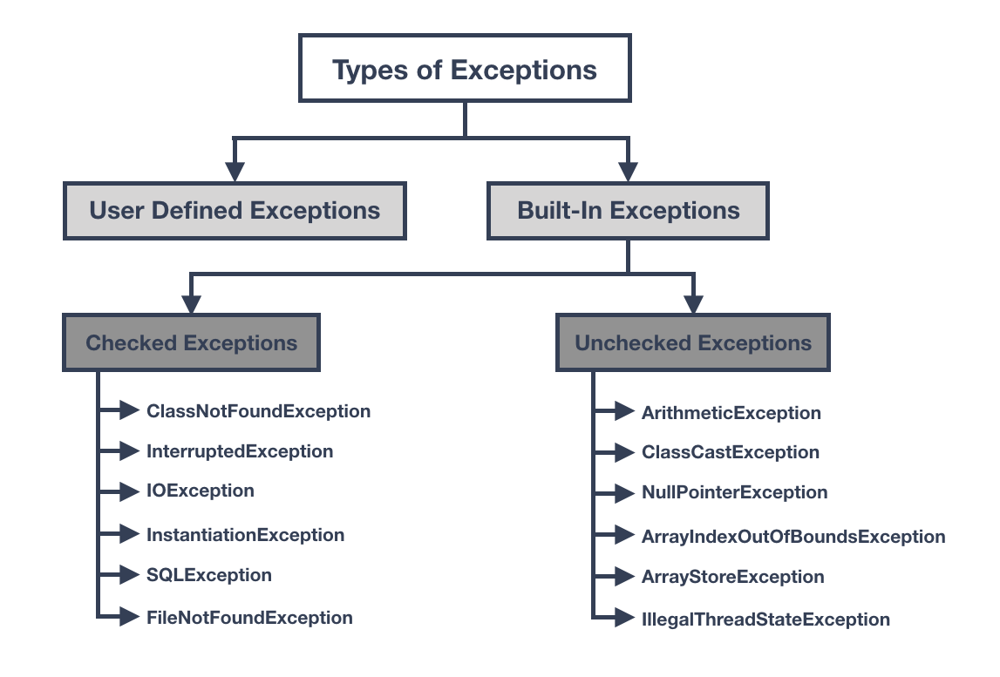 Types of Exceptions
User Defined Exceptions
Built-In Exceptions
Checked Exceptions
Unchecked Exceptions
ClassNotFoundException
InterruptedException
IOException
InstantiationException
SQLException
FileNotFoundException
ArithmeticException
ClassCastException
NullPointerException
ArrayIndexOutOfBoundsException
ArrayStoreException
IllegalThreadStateException